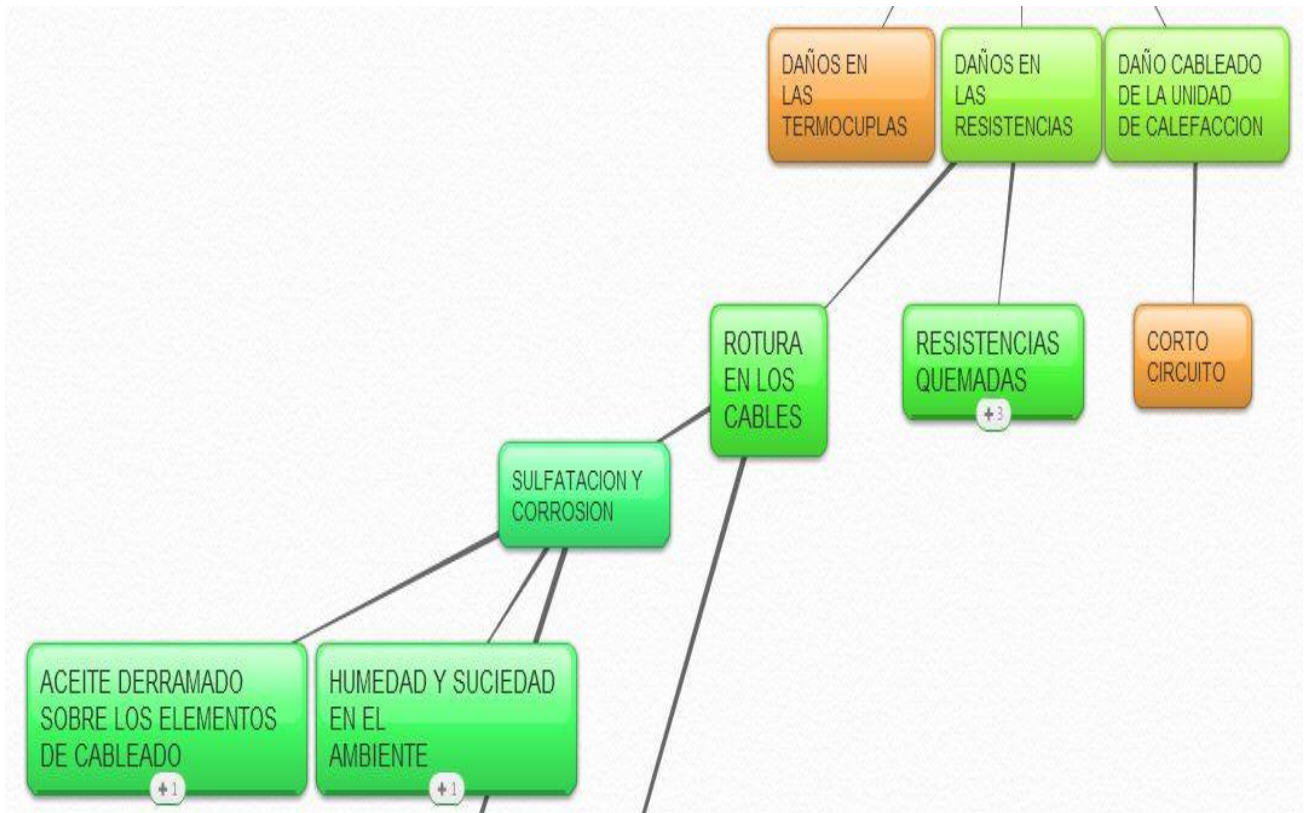 DAÑOS EN
LAS
TERMOCUPLAS
DAÑOS EN
LAS
RESISTENCIAS
DAÑO CABLEADO
DE LA UNIDAD
DE CALEFACCION
ROTURA
EN LOS
CABLES
RESISTENCIAS
QUEMADAS
+3
CORTO
CIRCUITO
SULFATACION Y
CORROSION
ACEITE DERRAMADO
SOBRE LOS ELEMENTOS
DE CABLEADO
+1
HUMEDAD Y SUCIEDAD
EN EL
AMBIENTE
+1